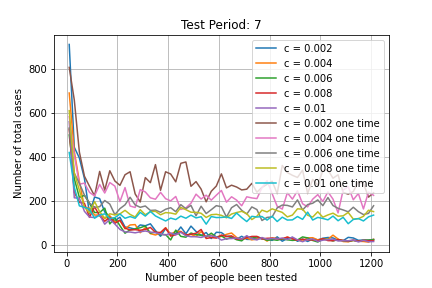 Test Period: 7
Number of total cases
800
600
400
200
0
c = 0.002
c = 0.004
c = 0.006
c = 0.008
c = 0.01
c = 0.002 one time
c = 0.004 one time
c = 0.006 one time
c = 0.008 one time
c = 0.01 one time
0 200 400 600 800 1000 1200
Number of people been tested